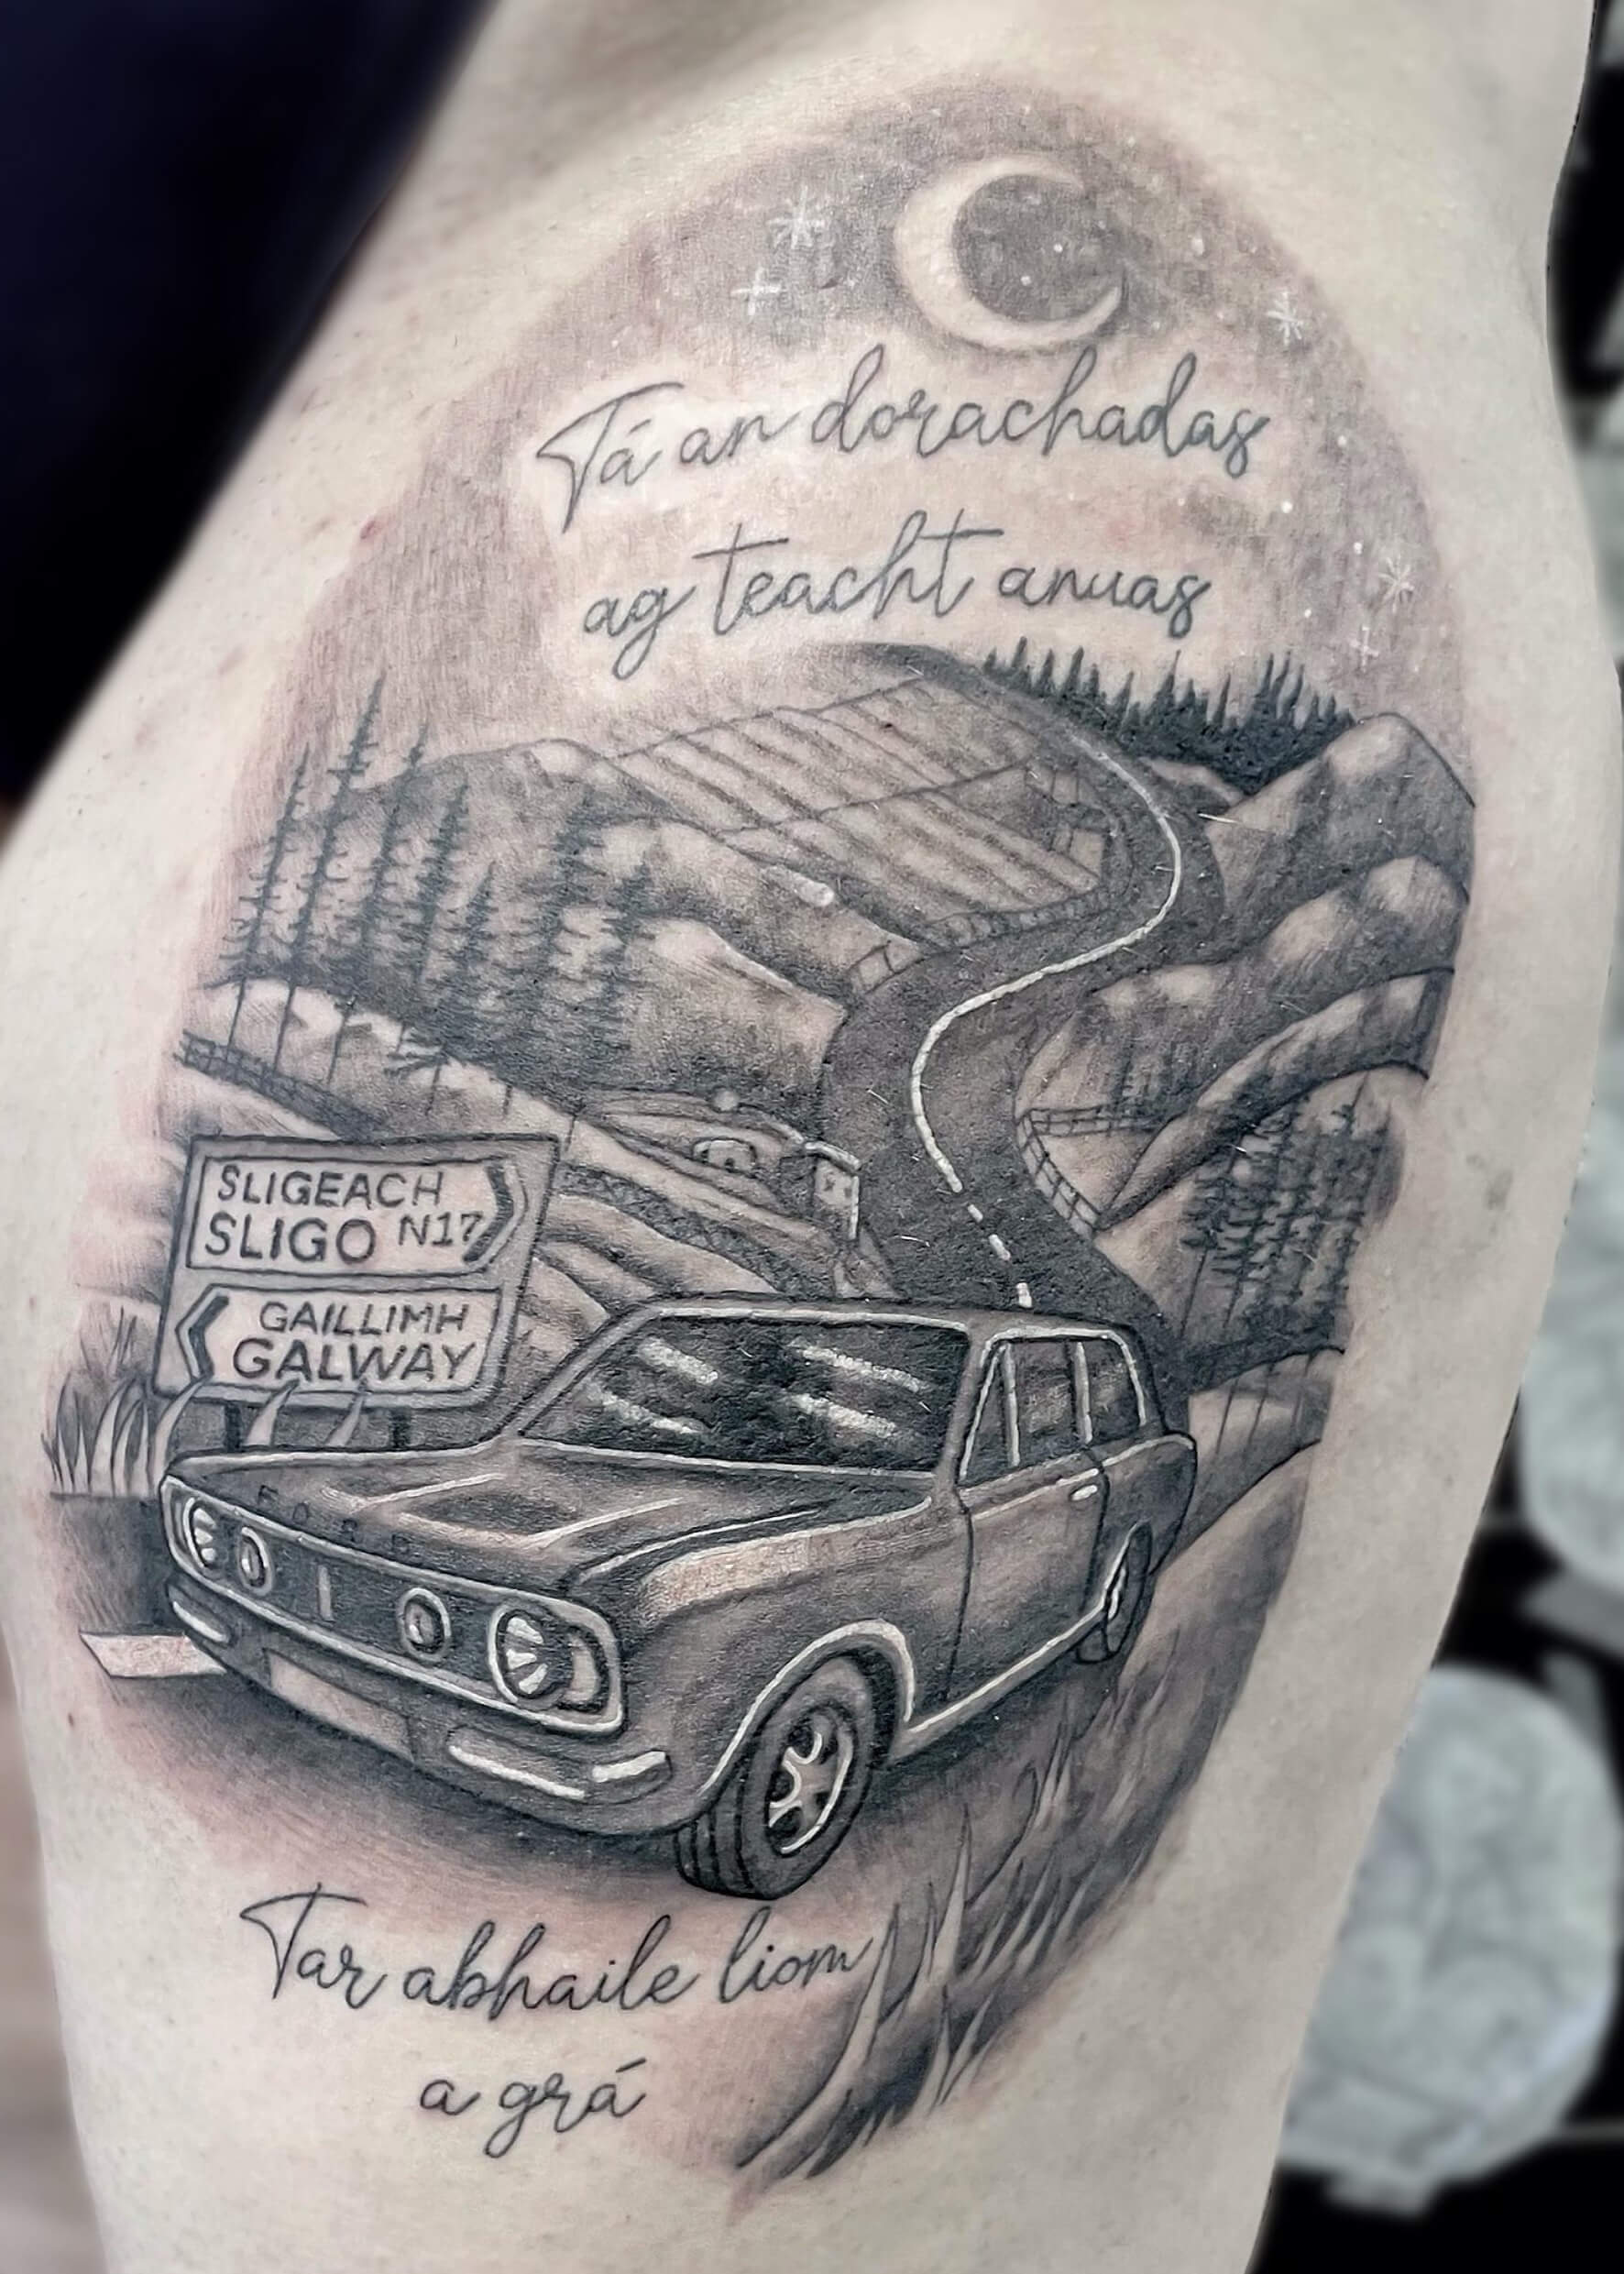 Tá an dorachadas
ag teacht anuas
SLIGEACH
SLIGO N17
GAILLIMH
GALWAY
FORD
Tar abhaile liom
a grá